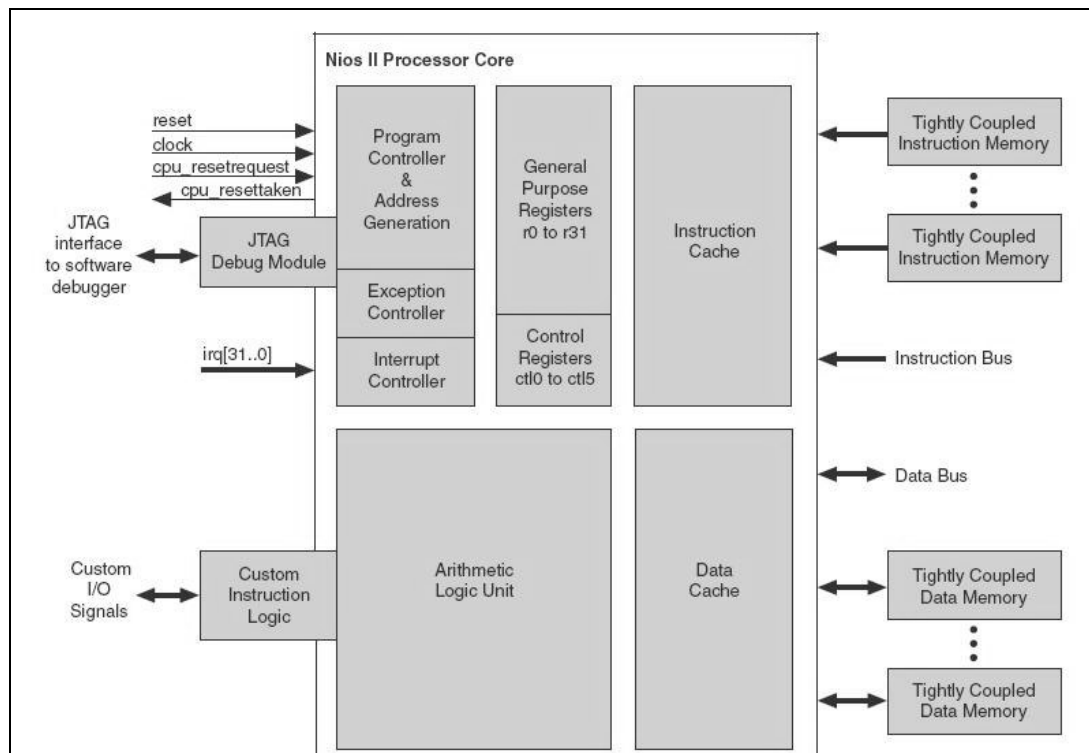 Nios II Processor Core
reset
clock
cpu_resetrequest
cpu_resettaken
JTAG
interface
to software
debugger
JTAG
Debug Module
irq[31..0]
Program
Controller
&
Address
Generation
Exception
Controller
Interrupt
Controller
General
Purpose
Registers
r0 to r31
Control
Registers
ctl0 to ctl5
Instruction
Cache
Tightly Coupled
Instruction Memory
Tightly Coupled
Instruction Memory
Instruction Bus
Data Bus
Custom
I/O
Signals
Custom
Instruction
Logic
Arithmetic
Logic Unit
Data
Cache
Tightly Coupled
Data Memory
Tightly Coupled
Data Memory